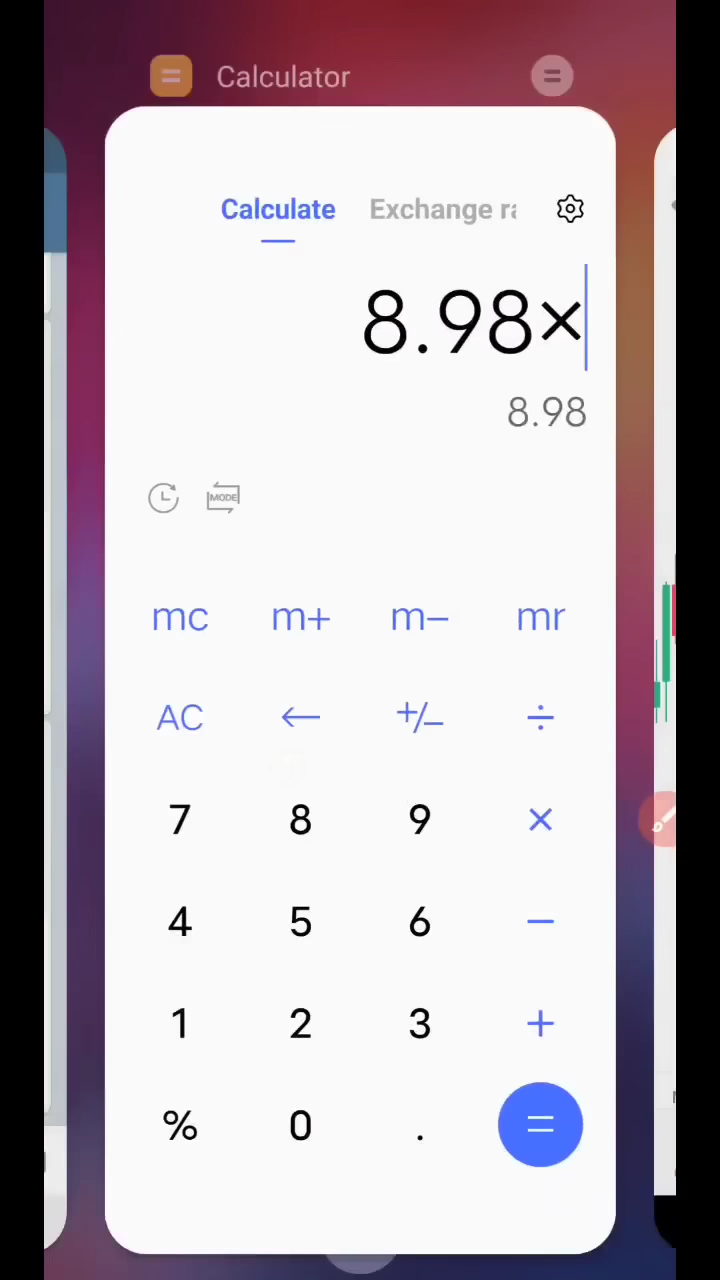 Calculator
Calculate Exchange ra
8.98×
8.98
MODE
mc m+ m− mr
AC ← +/− ÷
7 8 9 ×
4 5 6 −
1 2 3 +
% 0 . =